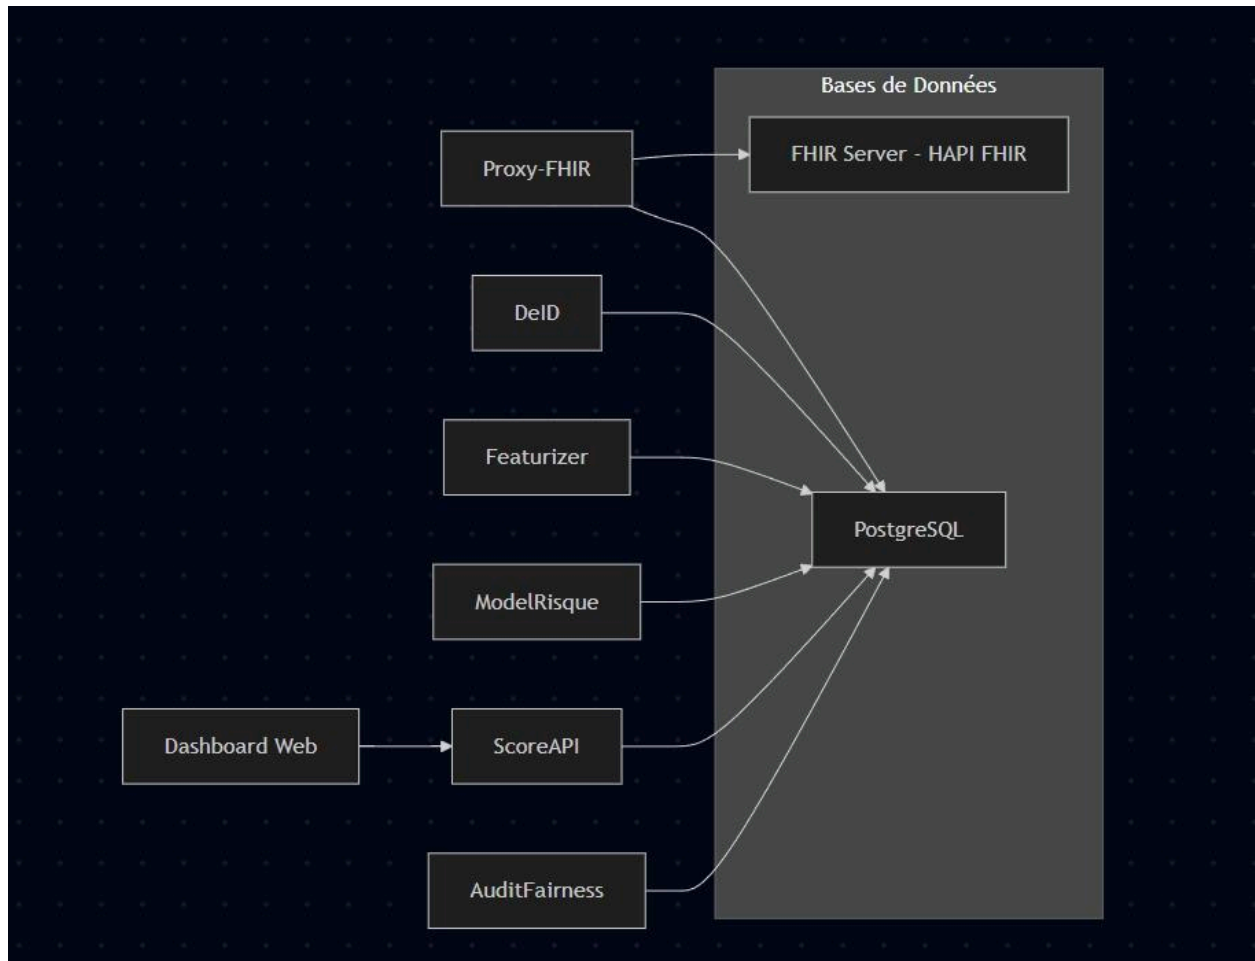 Bases de Données
Proxy-FHIR
FHIR Server - HAPI FHIR
DeID
Featurizer
PostgreSQL
ModelRisque
Dashboard Web
ScoreAPI
AuditFairness